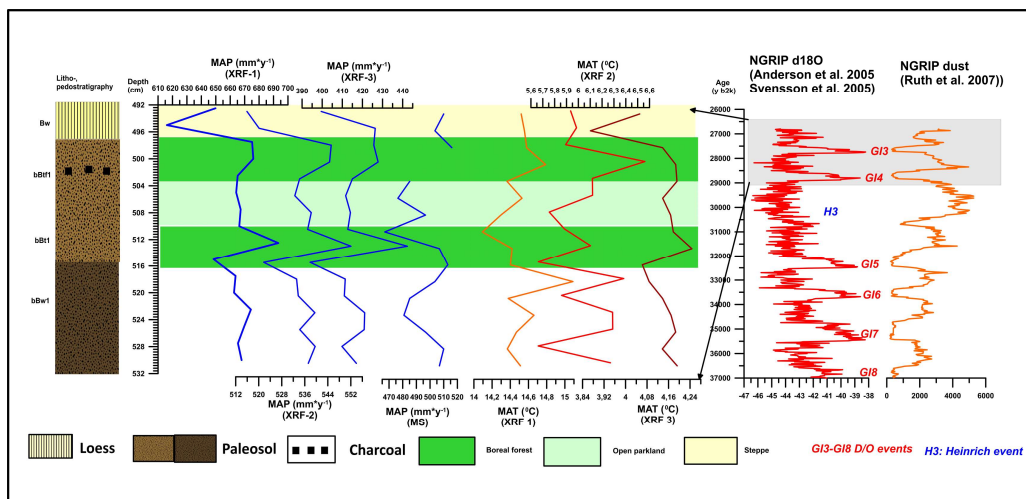 MAP (mm*y-1)
(XRF-1)
MAP (mm*y-1)
(XRF-3)
MAT (ºC)
(XRF 2)
NGRIP d18O
(Anderson et al. 2005
Svensson et al. 2005)
NGRIP dust
(Ruth et al. 2007))
Litho-,
pedostratigraphy
Depth
(cm)
610 620 650 660 670 680 690 700
390 400 410 420 430 440
5,6 5,7 5,8 5,9 6 6,1 6,2 6,3 6,4 6,5 6,6
Age
(y b2k)
492
496
500
504
508
512
516
520
524
528
532
Bw
bBtf1
bBt1
bBw1
26000
27000
28000
29000
30000
31000
32000
33000
34000
35000
36000
37000
GI3
GI4
H3
GI5
GI6
GI7
GI8
512 520 528 536 544 552
MAP (mm*y-1)
(XRF-2)
470 480 490 500 510 520
MAP (mm*y-1)
(MS)
14 14,2 14,4 14,6 14,8 15
MAT (ºC)
(XRF 1)
3,84 3,92 4 4,08 4,16 4,24
MAT (ºC)
(XRF 3)
-47 -46 -45 -44 -43 -42 -41 -40 -39 -38
0 2000 4000 6000
Loess
Paleosol
Charcoal
Boreal forest
Open parkland
Steppe
GI3-GI8 D/O events
H3: Heinrich event